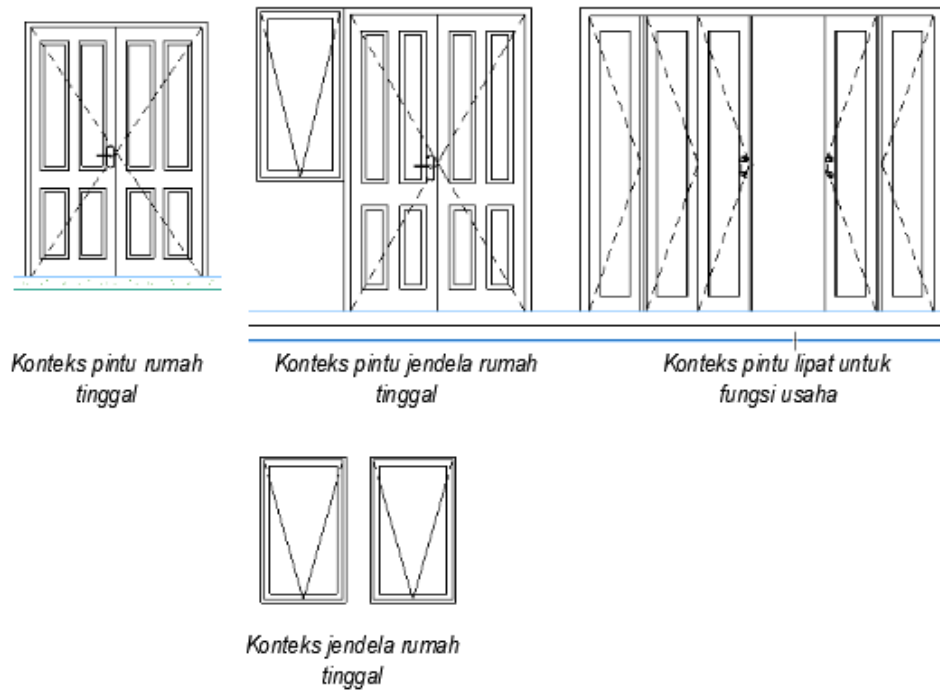 Konteks pintu rumah
tinggal
Konteks pintu jendela rumah
tinggal
Konteks pintu lipat untuk
fungsi usaha
Konteks jendela rumah
tinggal